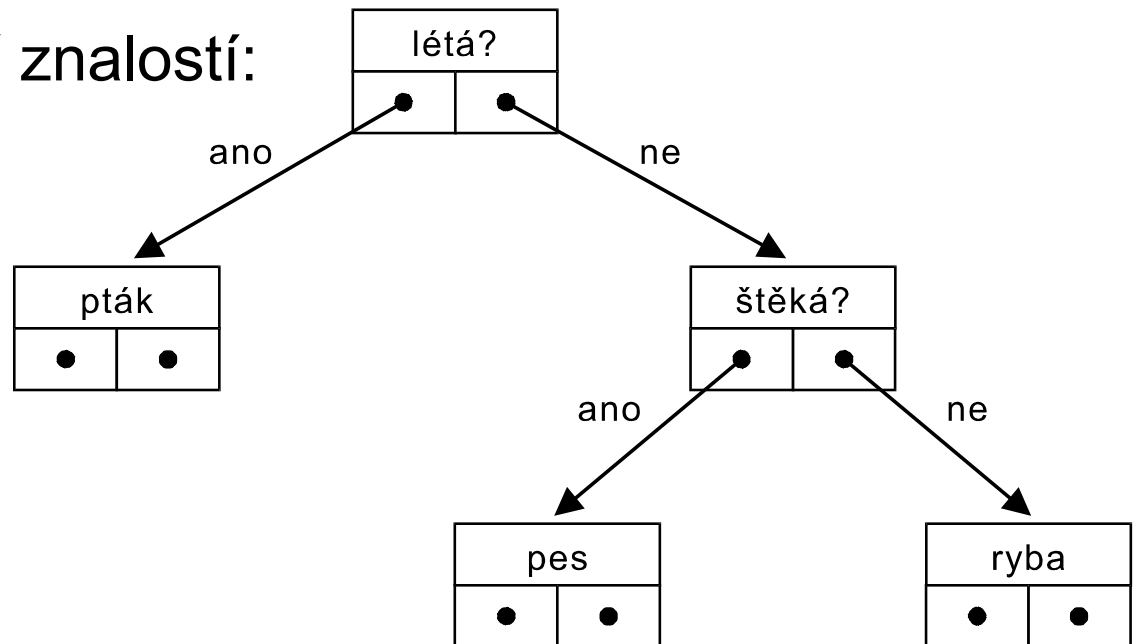 znalostí:
létá?
ano
ne
pták
štěká?
ano
ne
pes
ryba